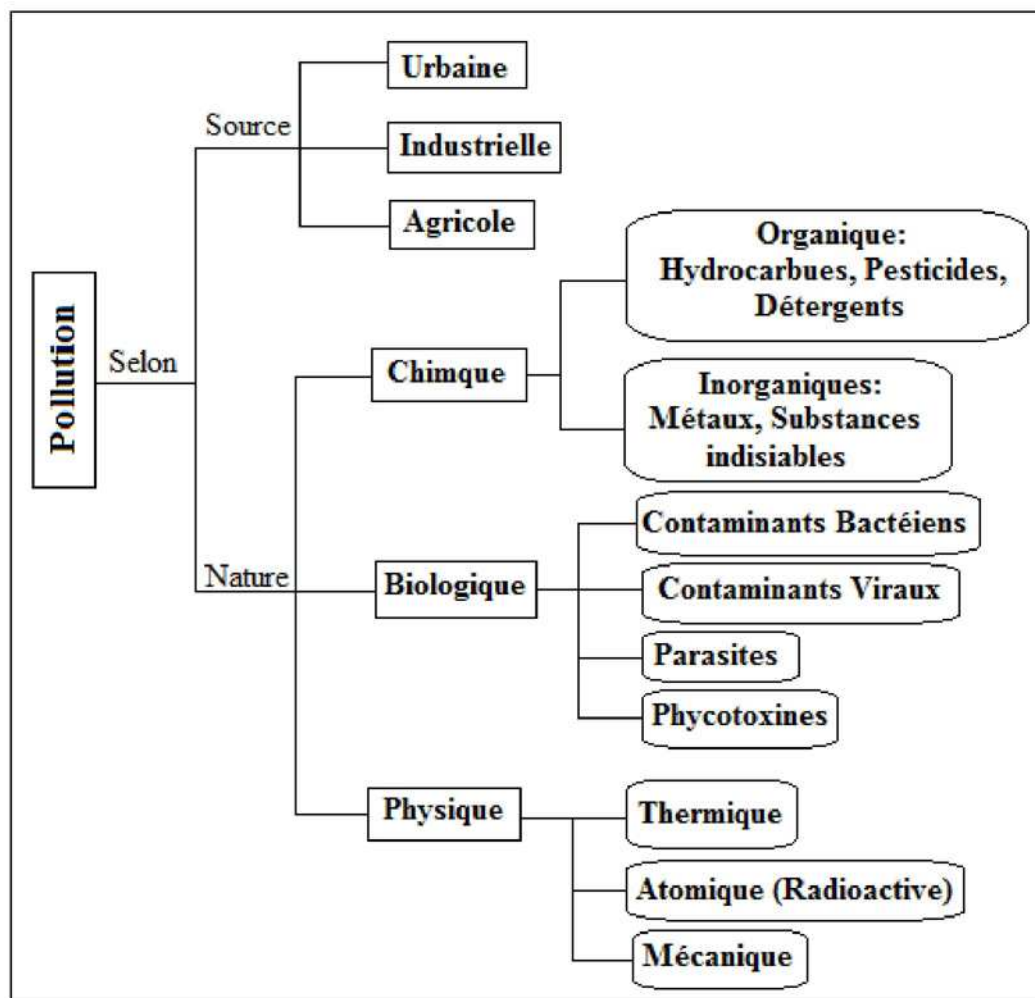 Pollution
Selon
Source
Urbaine
Industrielle
Agricole
Nature
Chimque
Organique:
Hydrocarbues, Pesticides,
Détergents
Inorganiques:
Métaux, Substances
indisiables
Biologique
Contaminants Bactéiens
Contaminants Viraux
Parasites
Phycotoxines
Physique
Thermique
Atomique (Radioactive)
Mécanique